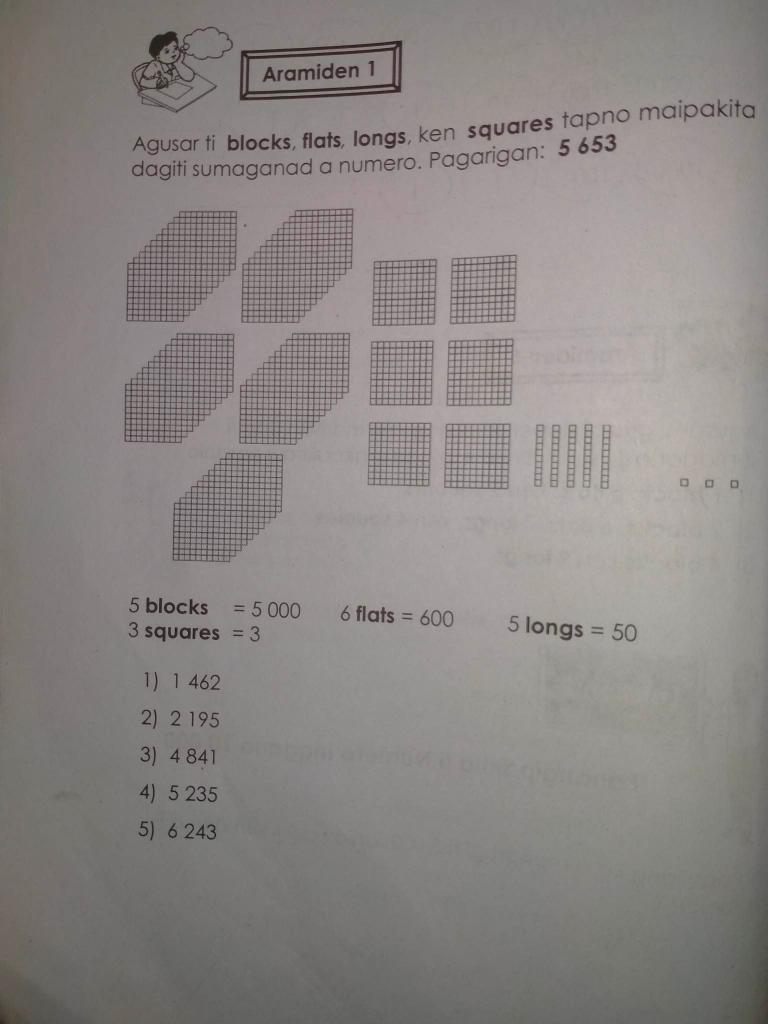 Aramiden 1
Agusar ti blocks, flats, longs, ken squares tapno maipakita
dagiti sumaganad a numero. Pagarigan: 5 653
5 blocks = 5 000 6 flats = 600 5 longs = 50
3 squares = 3
1) 1 462
2) 2 195
3) 4 841
4) 5 235
5) 6 243